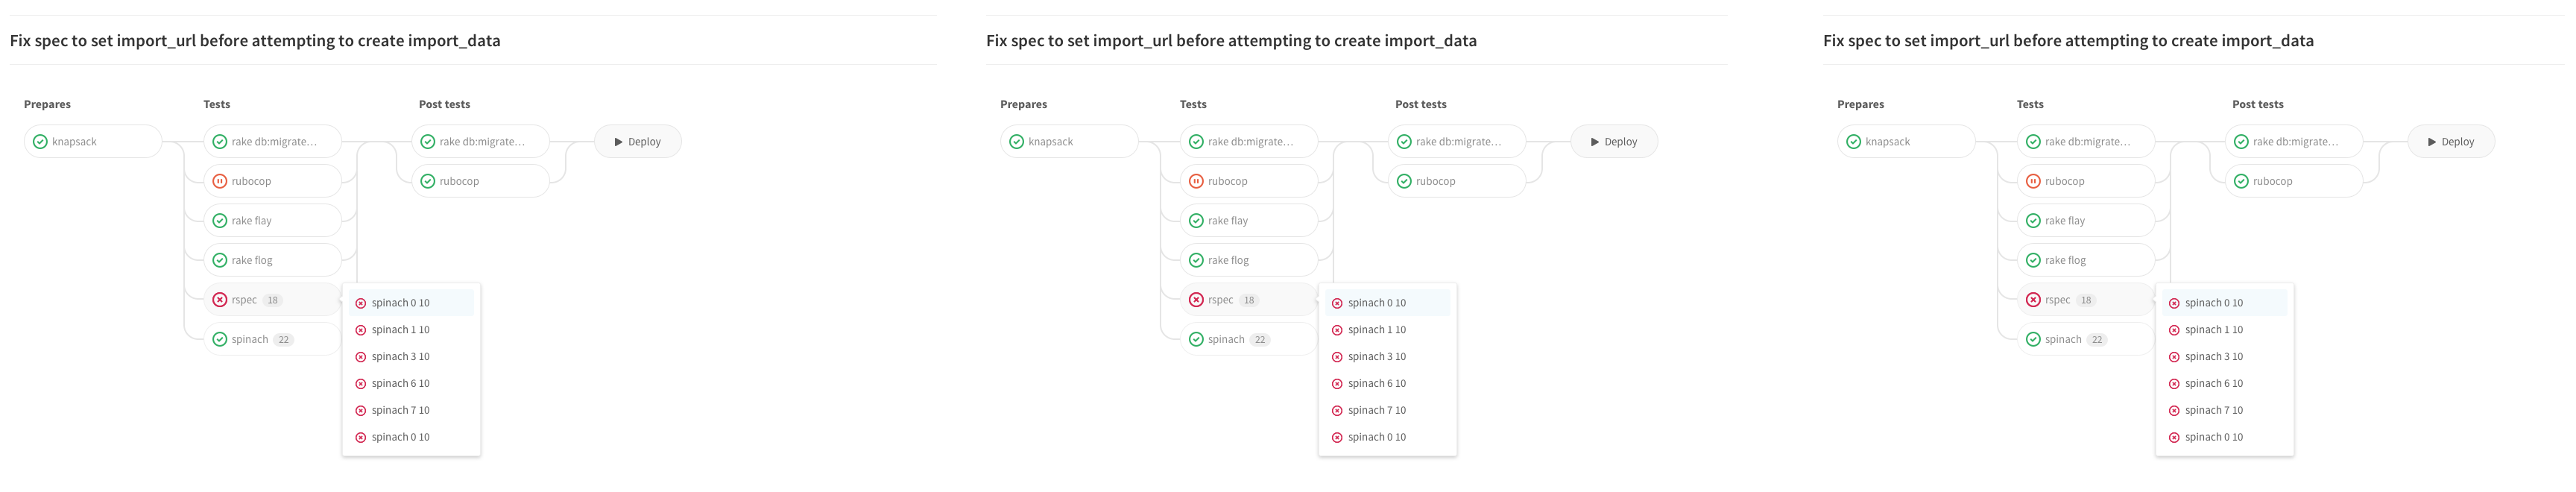 Fix spec to set import_url before attempting to create import_data
Prepares
Tests
Post tests
knapsack
rake db:migrate...
rake db:migrate...
Deploy
rubocop
rubocop
rake flay
rake flog
rspec 18
spinach 22
spinach 0 10
spinach 1 10
spinach 3 10
spinach 6 10
spinach 7 10
spinach 0 10
Fix spec to set import_url before attempting to create import_data
Prepares
Tests
Post tests
knapsack
rake db:migrate...
rake db:migrate...
Deploy
rubocop
rubocop
rake flay
rake flog
rspec 18
spinach 22
spinach 0 10
spinach 1 10
spinach 3 10
spinach 6 10
spinach 7 10
spinach 0 10
Fix spec to set import_url before attempting to create import_data
Prepares
Tests
Post tests
knapsack
rake db:migrate...
rake db:migrate...
Deploy
rubocop
rubocop
rake flay
rake flog
rspec 18
spinach 22
spinach 0 10
spinach 1 10
spinach 3 10
spinach 6 10
spinach 7 10
spinach 0 10